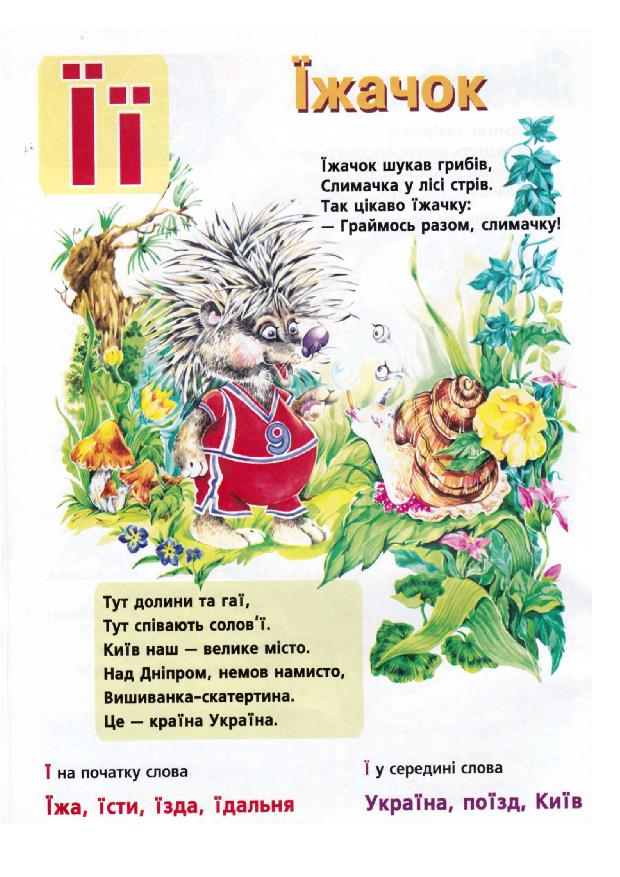 Її
Їжачок
Їжачок шукав грибів,
Слимачка у лісі стрів.
Так цікаво їжачку:
— Граймось разом, слимачку!
9
Тут долини та гаї,
Тут співають солов'ї.
Київ наш — велике місто.
Над Дніпром, немов намисто,
Вишиванка-скатертина.
Це — країна Україна.
Ї на початку слова
Їжа, їсти, їзда, їдальня
Ї у середині слова
Україна, поїзд, Київ